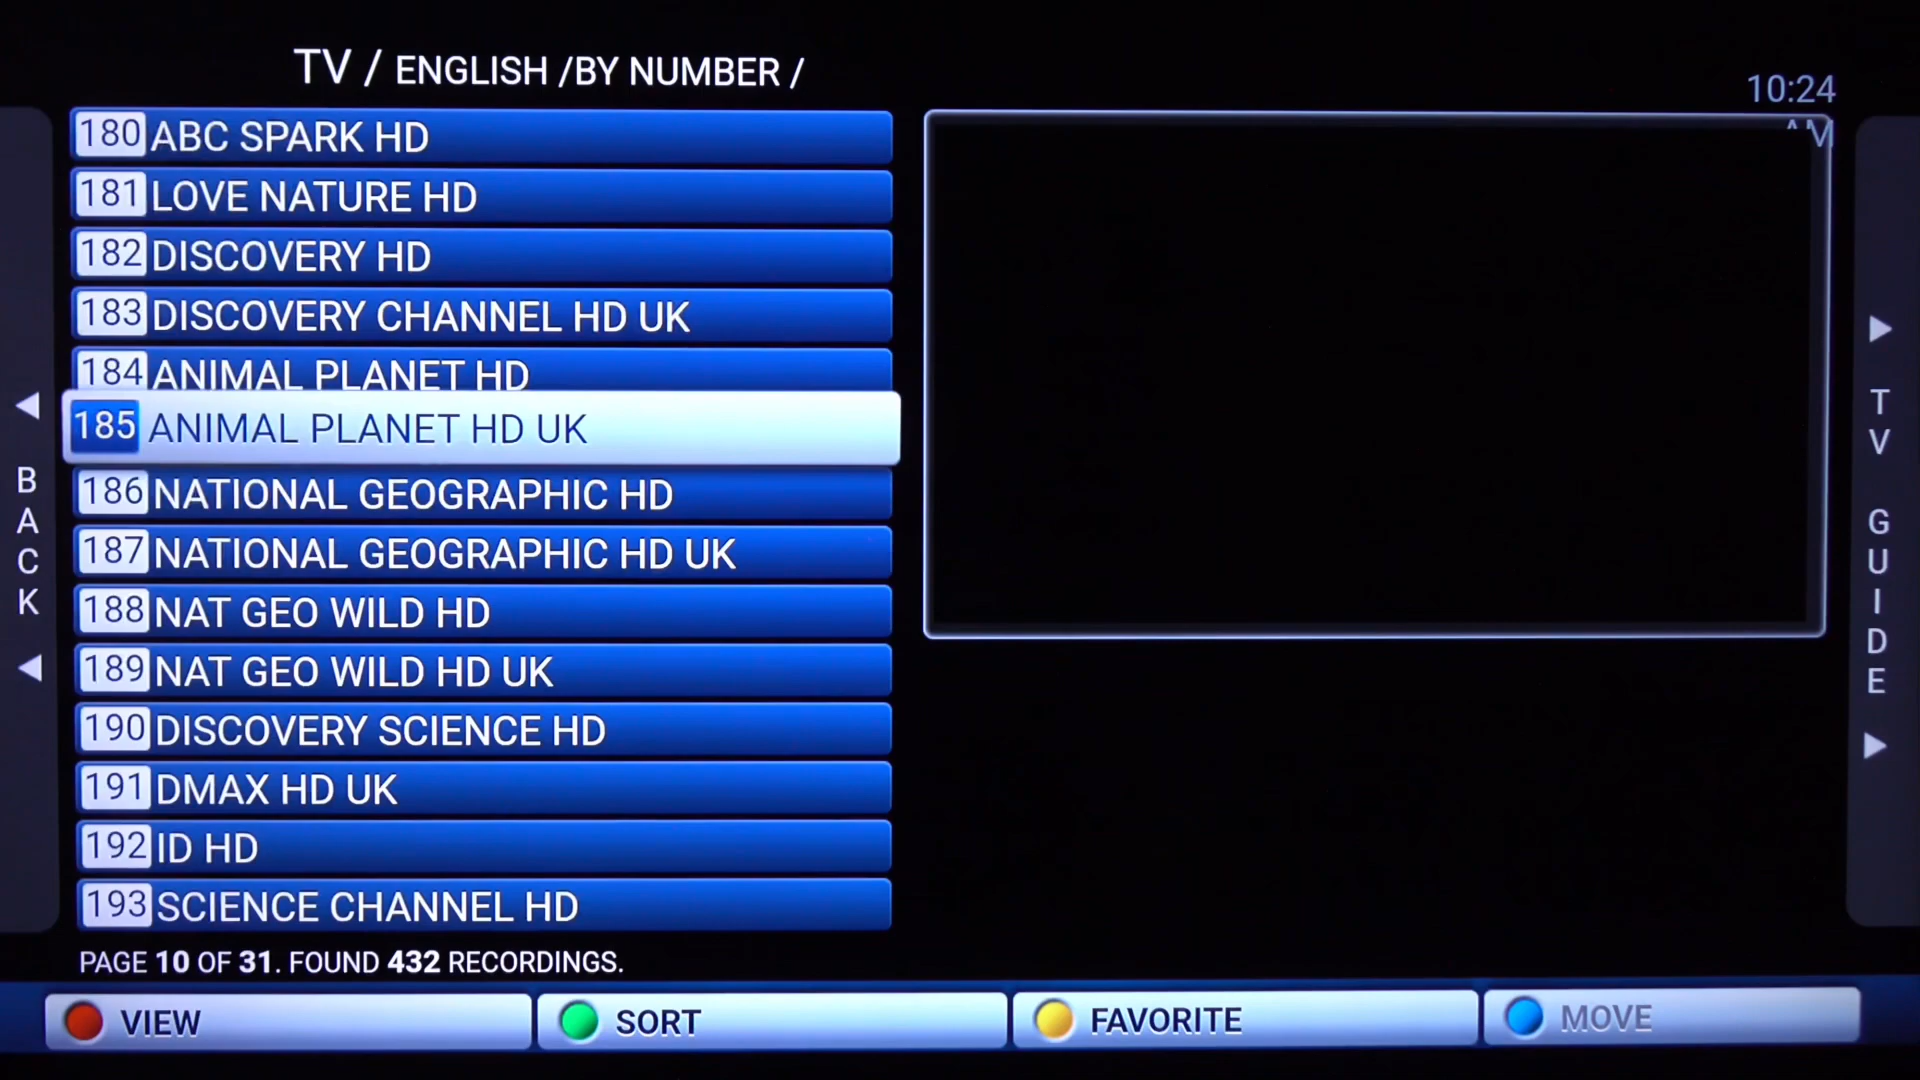 TV / ENGLISH /BY NUMBER /
10:24
AM
180 ABC SPARK HD
181 LOVE NATURE HD
182 DISCOVERY HD
183 DISCOVERY CHANNEL HD UK
184 ANIMAL PLANET HD
185 ANIMAL PLANET HD UK
186 NATIONAL GEOGRAPHIC HD
187 NATIONAL GEOGRAPHIC HD UK
188 NAT GEO WILD HD
189 NAT GEO WILD HD UK
190 DISCOVERY SCIENCE HD
191 DMAX HD UK
192 ID HD
193 SCIENCE CHANNEL HD
BACK
TV GUIDE
PAGE 10 OF 31. FOUND 432 RECORDINGS.
VIEW
SORT
FAVORITE
MOVE